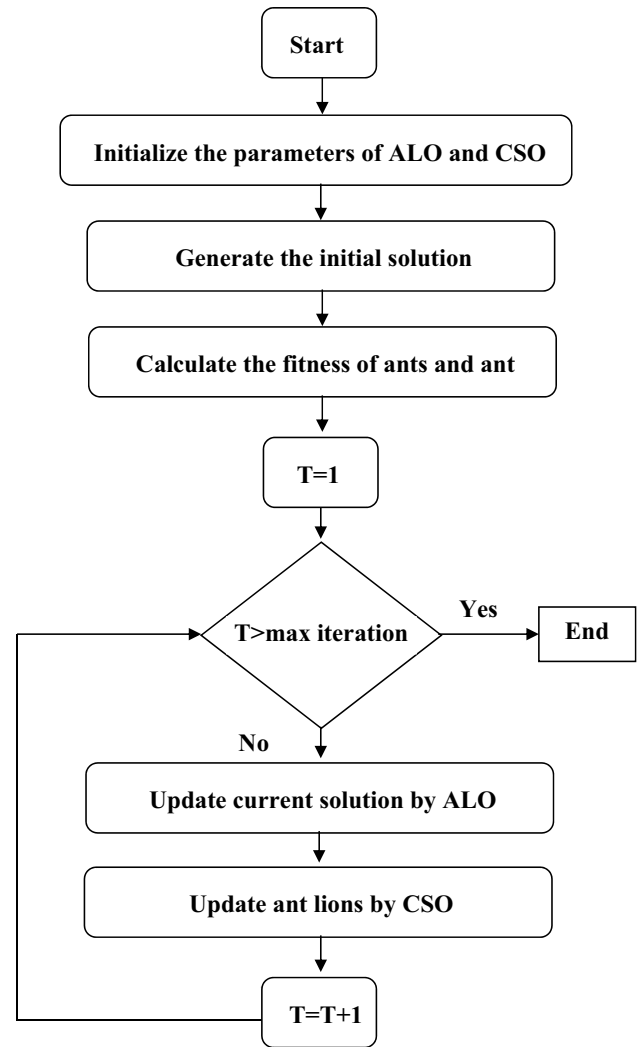 Start
Initialize the parameters of ALO and CSO
Generate the initial solution
Calculate the fitness of ants and ant
T=1
T>max iteration
Yes
End
No
Update current solution by ALO
Update ant lions by CSO
T=T+1